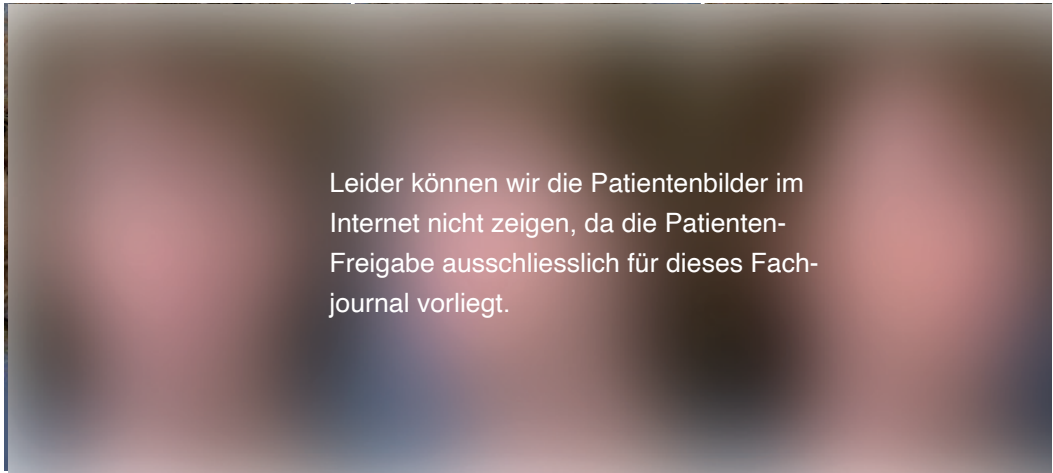 Leider können wir die Patientenbilder im
Internet nicht zeigen, da die Patienten-
Freigabe ausschliesslich für dieses Fach-
journal vorliegt.